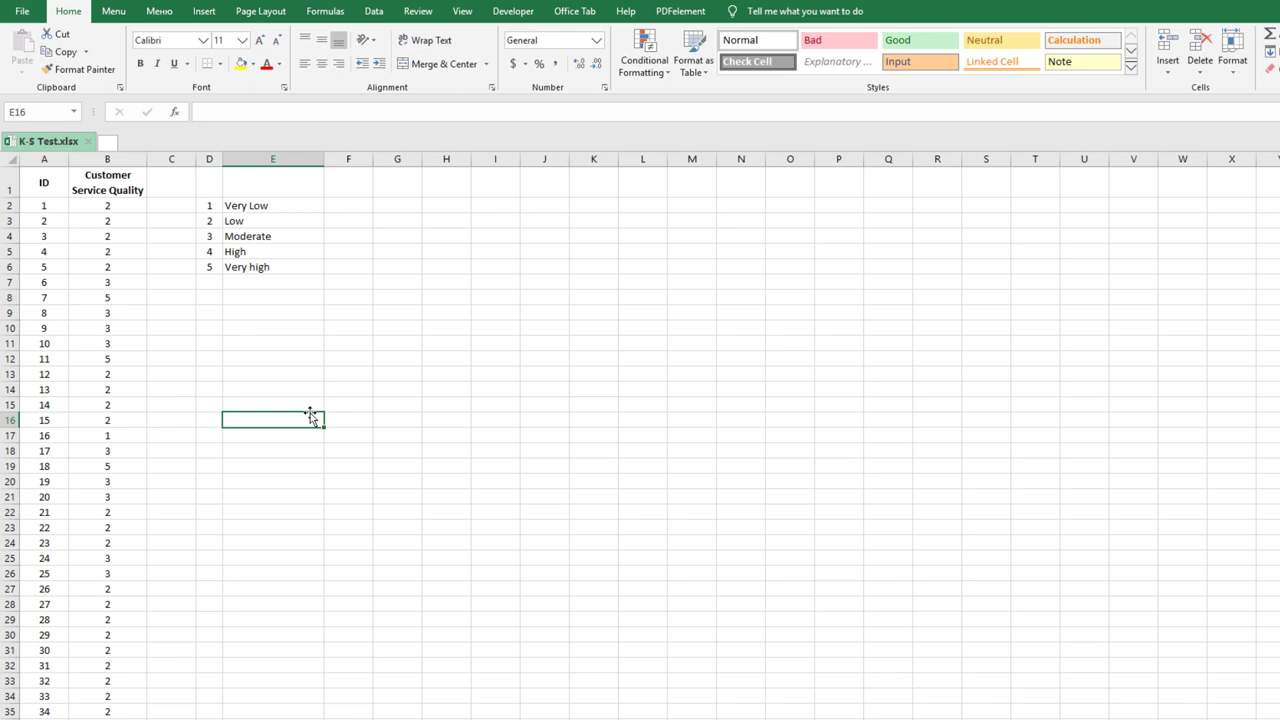 File Home Menu Меню Insert Page Layout Formulas Data Review View Developer Office Tab Help PDFelement Tell me what you want to do
Paste
Cut
Copy
Format Painter
Clipboard
Calibri 11 A A
B I U A
Font
ab Wrap Text
Merge & Center
Alignment
General
$ % ,
Number
Conditional Formatting
Format as Table
Normal Bad Good Neutral Calculation
Check Cell Explanatory ... Input Linked Cell Note
Styles
Insert Delete Format
Cells
E16 fx
K-S Test.xlsx
A B C D E F G H I J K L M N O P Q R S T U V W X
1 ID Customer Service Quality
2 1 2 1 Very Low
3 2 2 2 Low
4 3 2 3 Moderate
5 4 2 4 High
6 5 2 5 Very high
7 6 3
8 7 5
9 8 3
10 9 3
11 10 3
12 11 5
13 12 2
14 13 2
15 14 2
16 15 2
17 16 1
18 17 3
19 18 5
20 19 3
21 20 3
22 21 2
23 22 2
24 23 2
25 24 3
26 25 3
27 26 2
28 27 2
29 28 2
30 29 2
31 30 2
32 31 2
33 32 2
34 33 2
35 34 2